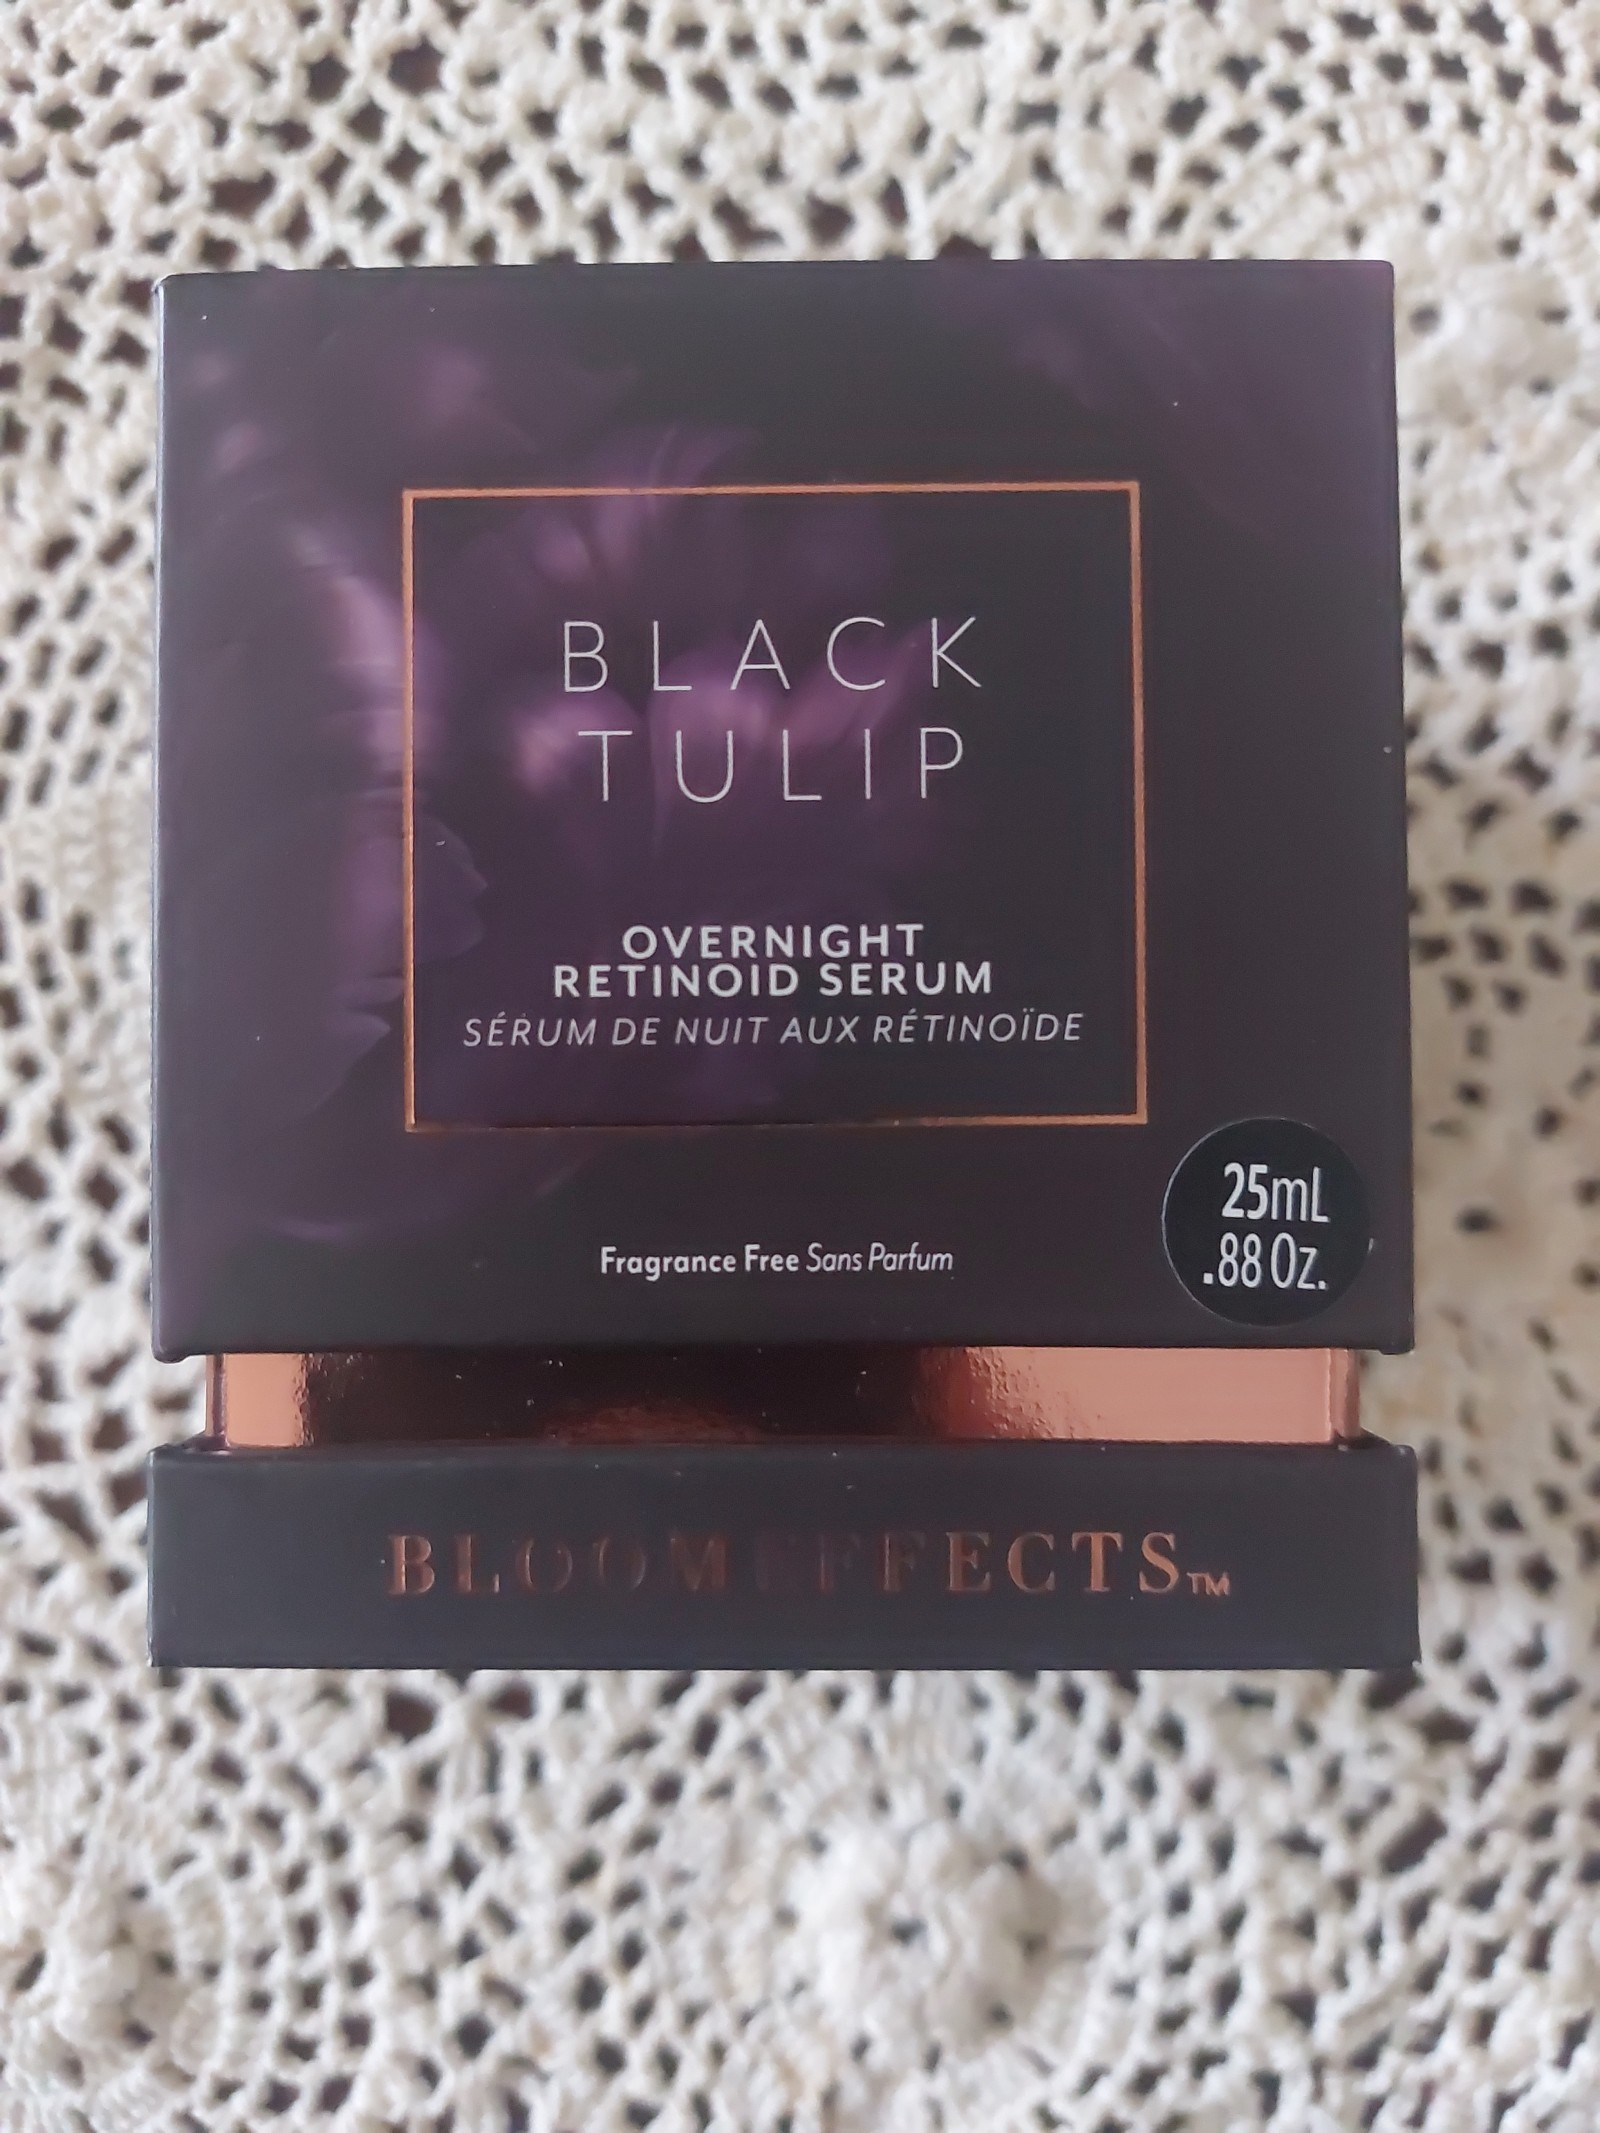 BLACK
TULIP
OVERNIGHT
RETINOID SERUM
SÉRUM DE NUIT AUX RÉTINOÏDE
Fragrance Free Sans Parfum
25mL
.88 Oz.
BLOOMEFFECTS™